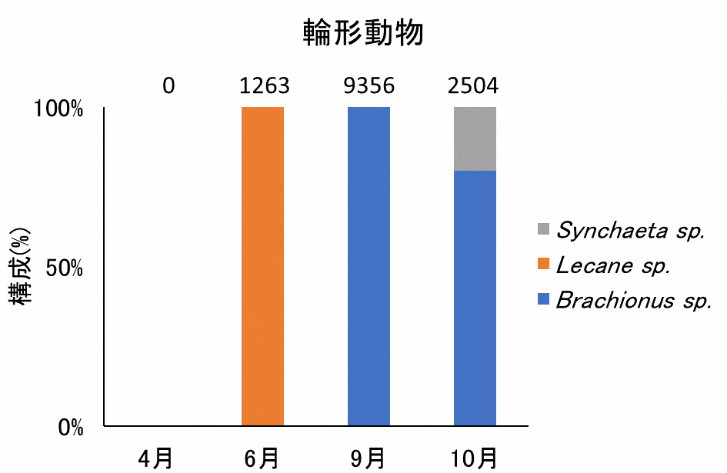 輪形動物
0 1263 9356 2504
100%
50%
0%
構成(%)
4月 6月 9月 10月
Synchaeta sp.
Lecane sp.
Brachionus sp.